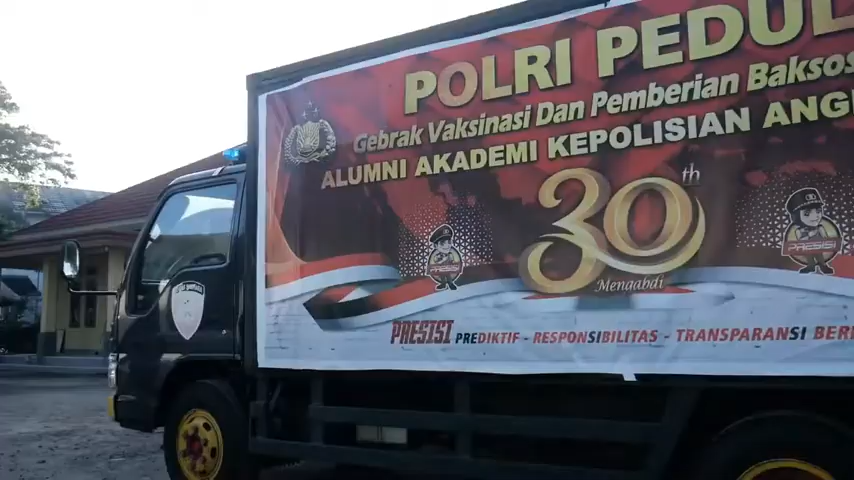 POLRI PEDUL
Gebrak Vaksinasi Dan Pemberian Baksos
ALUMNI AKADEMI KEPOLISIAN ANG
30th
Mengabdi
PRESISI
PRESISI
PRESISI PREDIKTIF - RESPONSIBILITAS - TRANSPARANSI BER